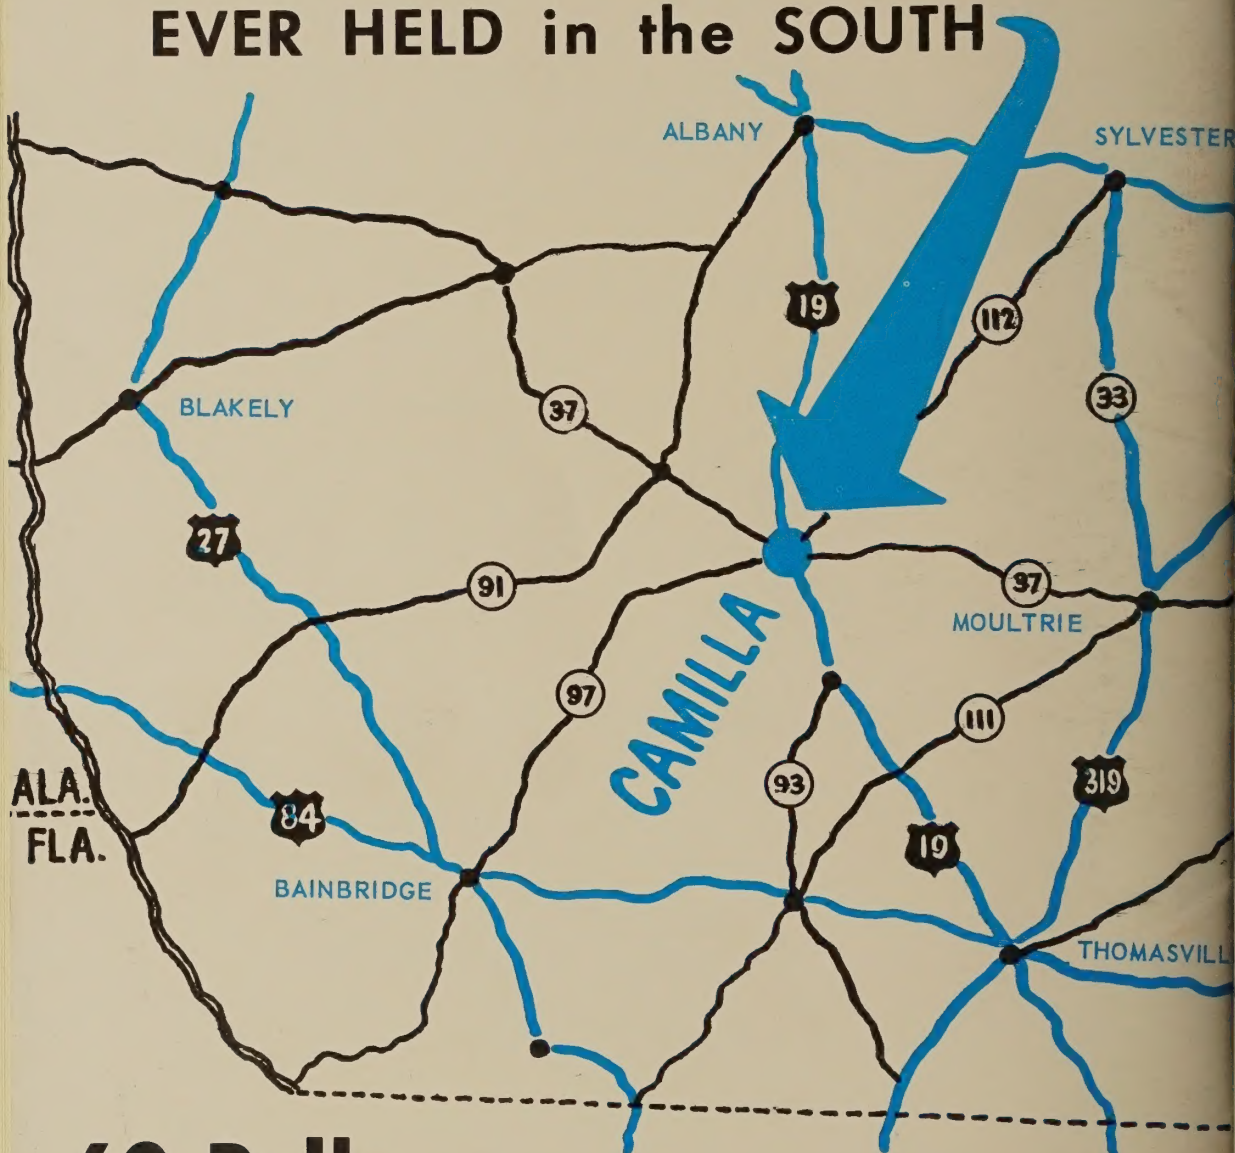 EVER HELD in the SOUTH
ALBANY
SYLVESTER
19
112
33
BLAKELY
37
27
91
37
MOULTRIE
CAMILLA
97
111
93
319
ALA.
84
FLA.
19
BAINBRIDGE
THOMASVILL